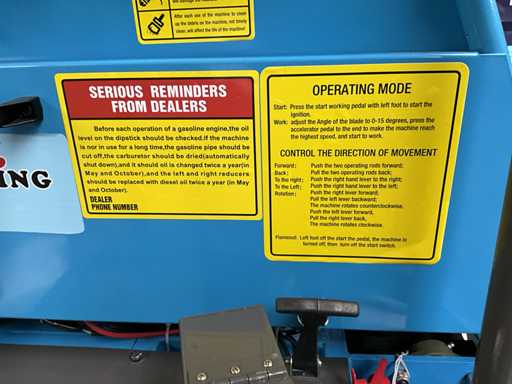 DAMAGE the machine
After each use of the machine to clean
up the debris on the machine, not timely
clean, will affect the life of the machine!
SERIOUS REMINDERS
FROM DEALERS
Before each operation of a gasoline engine,the oil
level on the dipstick should be checked.if the machine
is nor in use for a long time,the gasoline pipe should be
cut off,the carburetor should be dried(automatically
shut down),and it should oil is changed twice a year(in
May and October),and the left and right reducers
should be replaced with diesel oil twice a year (in May
and October).
DEALER
PHONE NUMBER
ING
OPERATING MODE
Start: Press the start working pedal with left foot to start the
ignition.
Work: adjust the Angle of the blade to 0-15 degrees, press the
accelerator pedal to the end to make the machine reach
the highest speed, and start to work.
CONTROL THE DIRECTION OF MOVEMENT
Forward: Push the two operating rods forward;
Back: Pull the two operating rods back;
To the right: Push the right hand lever to the right;
To the Left: Push the right hand lever to the left;
Rotation: Push the right lever forward;
Pull the left lever backward;
The machine rotates counterclockwise.
Push the left lever forward,
Pull the right lever back,
The machine rotates clockwise.
Flameout: Left foot off the start the pedal, the machine is
turned off, then turn off the start switch.